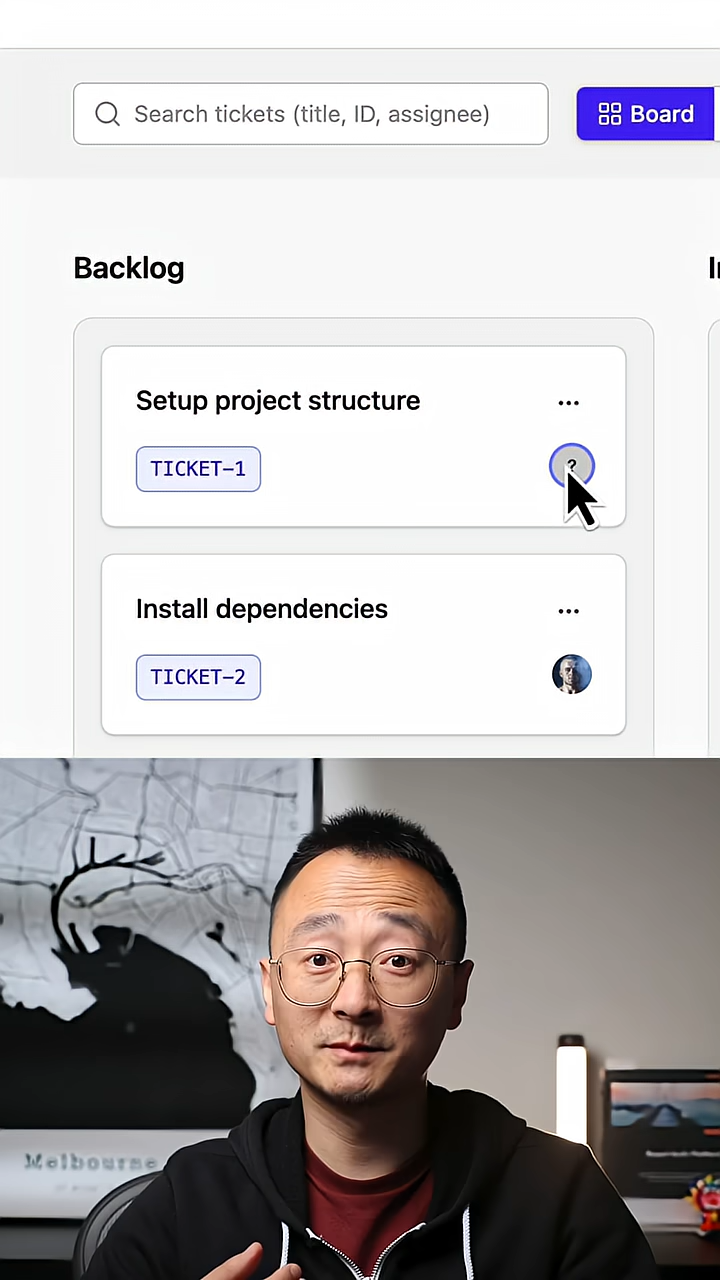 Search tickets (title, ID, assignee)
Board
Backlog
Setup project structure
...
TICKET-1
?
Install dependencies
...
TICKET-2
Melbourne